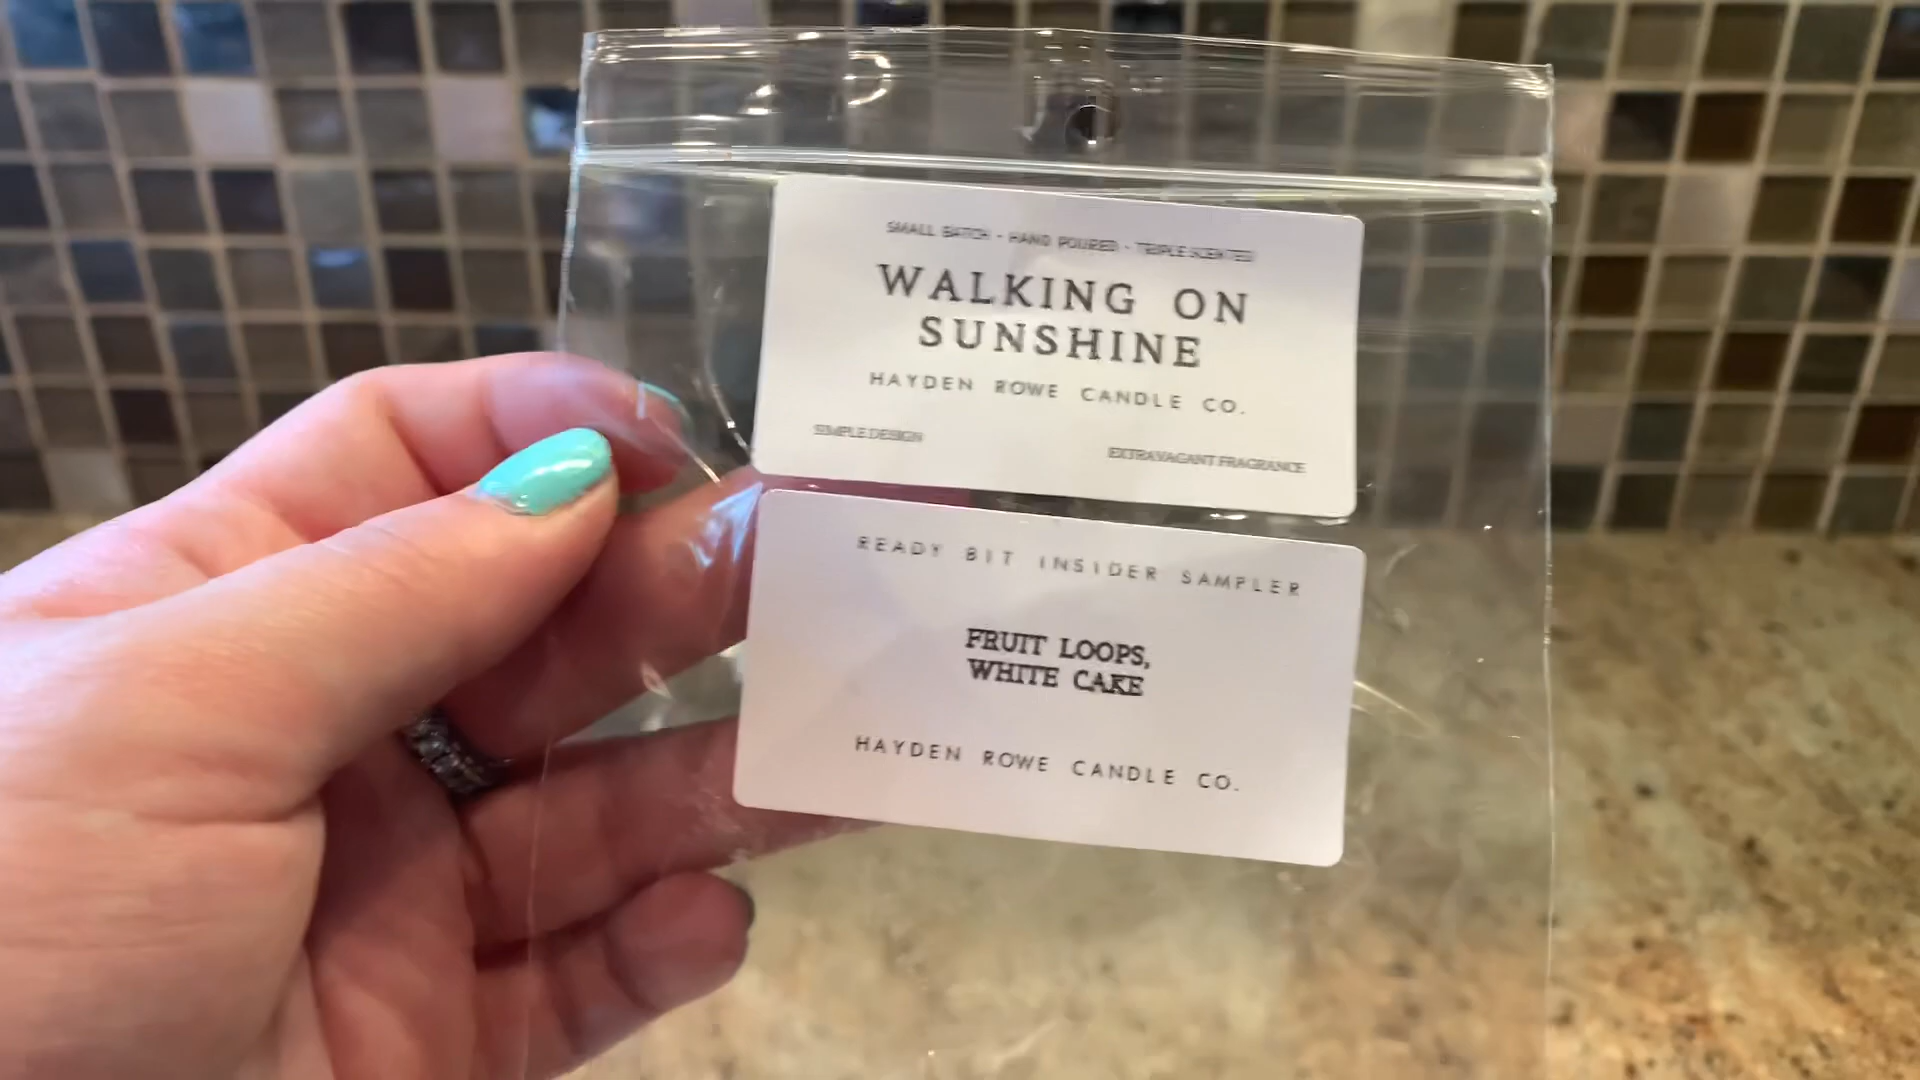 SMALL BATCH - HAND POURED - TRIPLE SCENTED
WALKING ON
SUNSHINE
HAYDEN ROWE CANDLE CO.
SIMPLE DESIGN
EXTRAVAGANT FRAGRANCE
READY BIT INSIDER SAMPLER
FRUIT LOOPS,
WHITE CAKE
HAYDEN ROWE CANDLE CO.